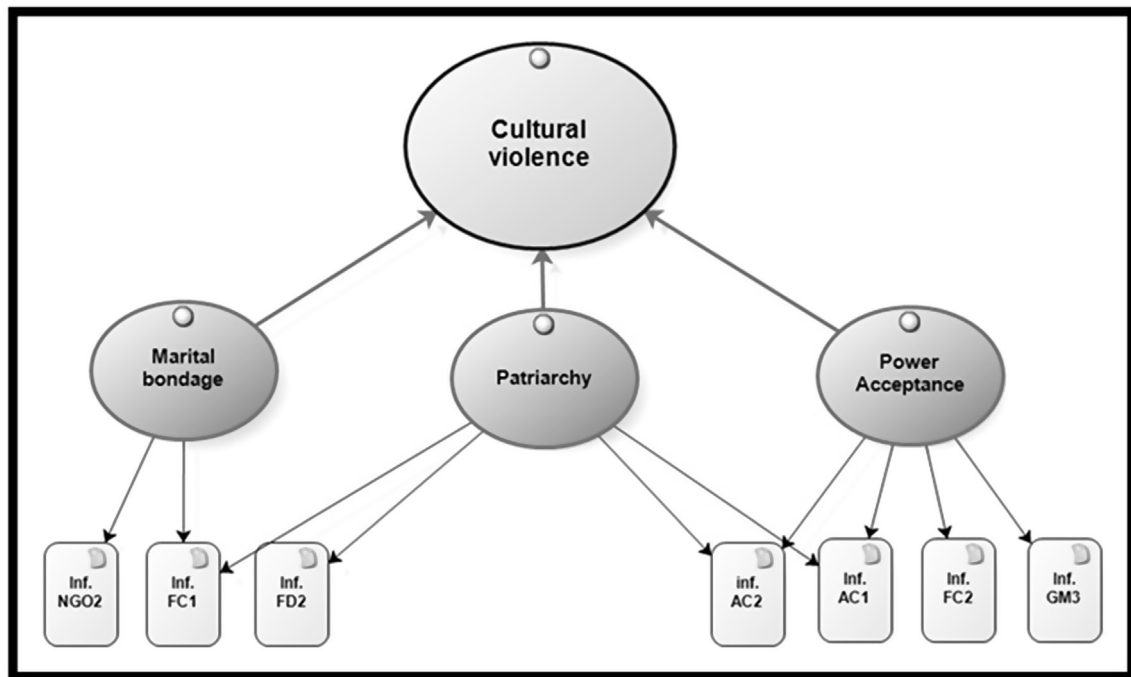 Cultural
violence
Marital
bondage
Patriarchy
Power
Acceptance
Inf.
NGO2
Inf.
FC1
Inf.
FD2
inf.
AC2
Inf.
AC1
Inf.
FC2
Inf.
GM3